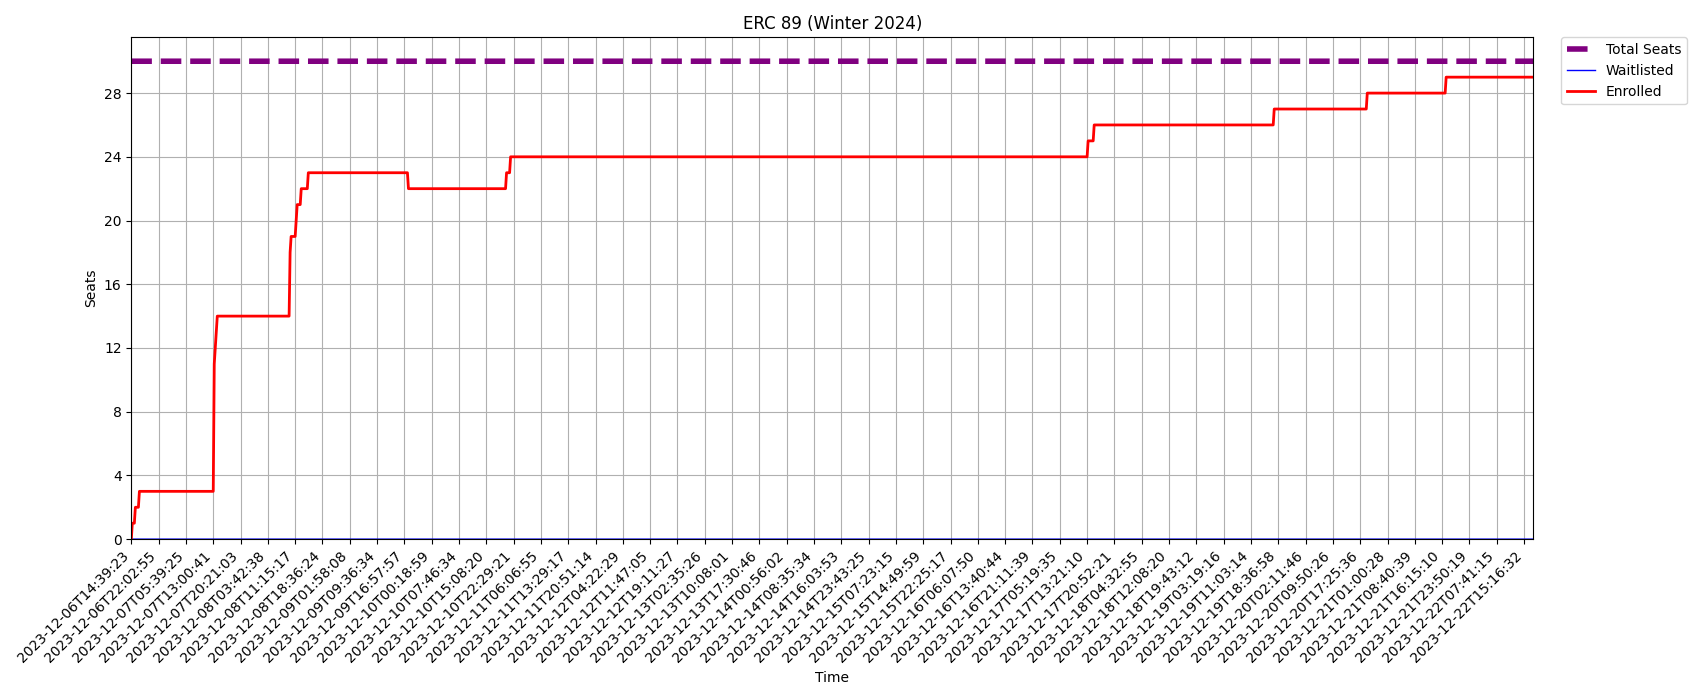 ERC 89 (Winter 2024)
Total Seats
Waitlisted
Enrolled
Seats
28
24
20
16
12
8
4
0
2023-12-06T14:39:23
2023-12-06T22:02:55
2023-12-07T05:39:25
2023-12-07T13:00:41
2023-12-07T20:21:03
2023-12-08T03:42:38
2023-12-08T11:15:17
2023-12-08T18:36:24
2023-12-09T01:58:08
2023-12-09T09:36:34
2023-12-09T16:57:57
2023-12-10T00:18:59
2023-12-10T07:46:34
2023-12-10T15:08:20
2023-12-10T22:29:21
2023-12-11T06:06:55
2023-12-11T13:29:17
2023-12-11T20:51:14
2023-12-12T04:22:29
2023-12-12T11:47:05
2023-12-12T19:11:27
2023-12-13T02:35:26
2023-12-13T10:08:01
2023-12-13T17:30:46
2023-12-14T00:56:02
2023-12-14T08:35:34
2023-12-14T16:03:53
2023-12-14T23:43:25
2023-12-15T07:23:15
2023-12-15T14:49:59
2023-12-15T22:25:17
2023-12-16T06:07:50
2023-12-16T13:40:44
2023-12-16T21:11:39
2023-12-17T05:19:35
2023-12-17T13:21:10
2023-12-17T20:52:21
2023-12-18T04:32:55
2023-12-18T12:08:20
2023-12-18T19:43:12
2023-12-19T03:19:16
2023-12-19T11:03:14
2023-12-19T18:36:58
2023-12-20T02:11:46
2023-12-20T09:50:26
2023-12-20T17:25:36
2023-12-21T01:00:28
2023-12-21T08:40:39
2023-12-21T16:15:10
2023-12-21T23:50:19
2023-12-22T07:41:15
2023-12-22T15:16:32
Time